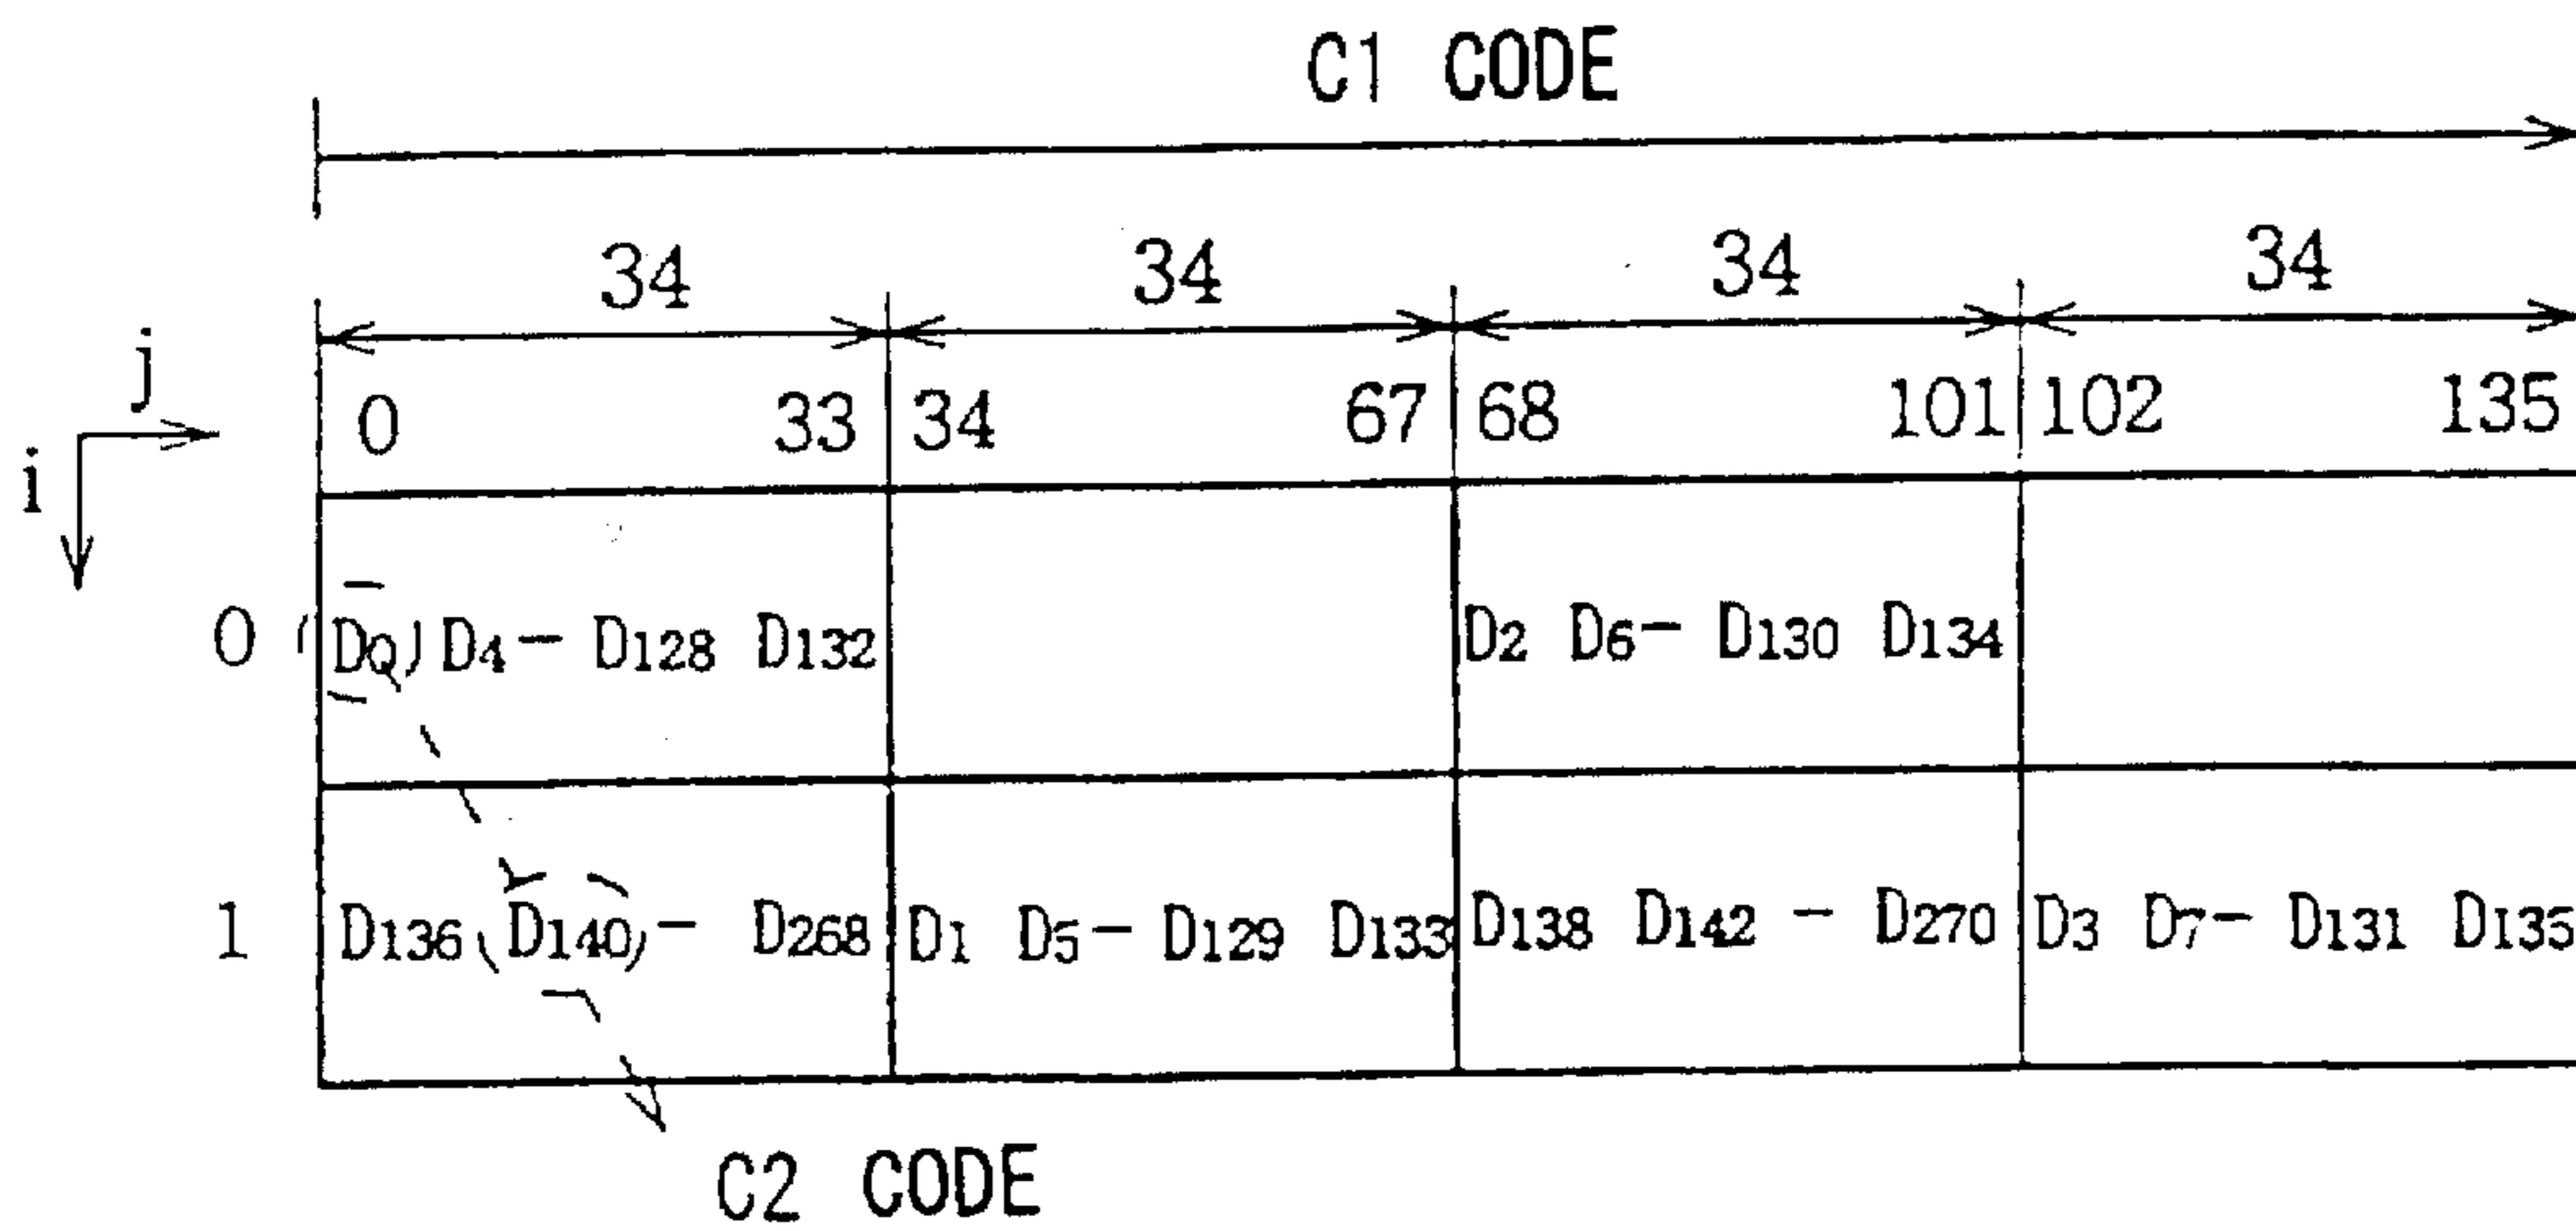 C1 CODE
34 34 34 34
j
0 33 34 67 68 101 102 135
i
0 (DQ) D4 - D128 D132 D2 D6 - D130 D134
1 D136 (D140) - D268 D1 D5 - D129 D133 D138 D142 - D270 D3 D7 - D131 D135
C2 CODE